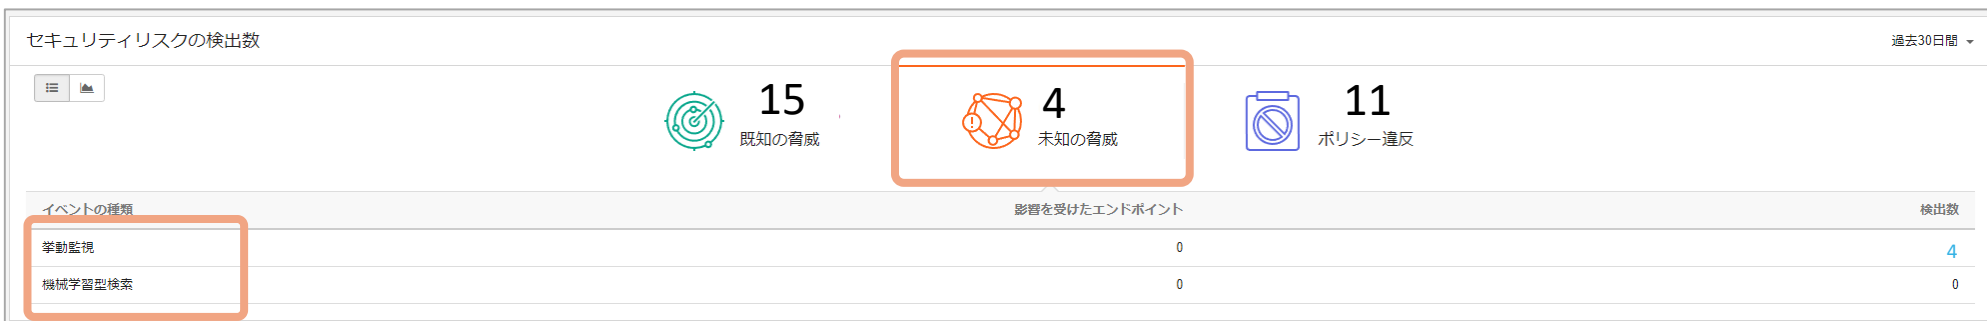 セキュリティリスクの検出数
過去30日間
15
既知の脅威
4
未知の脅威
11
ポリシー違反
イベントの種類 影響を受けたエンドポイント 検出数
挙動監視 0 4
機械学習型検索 0 0